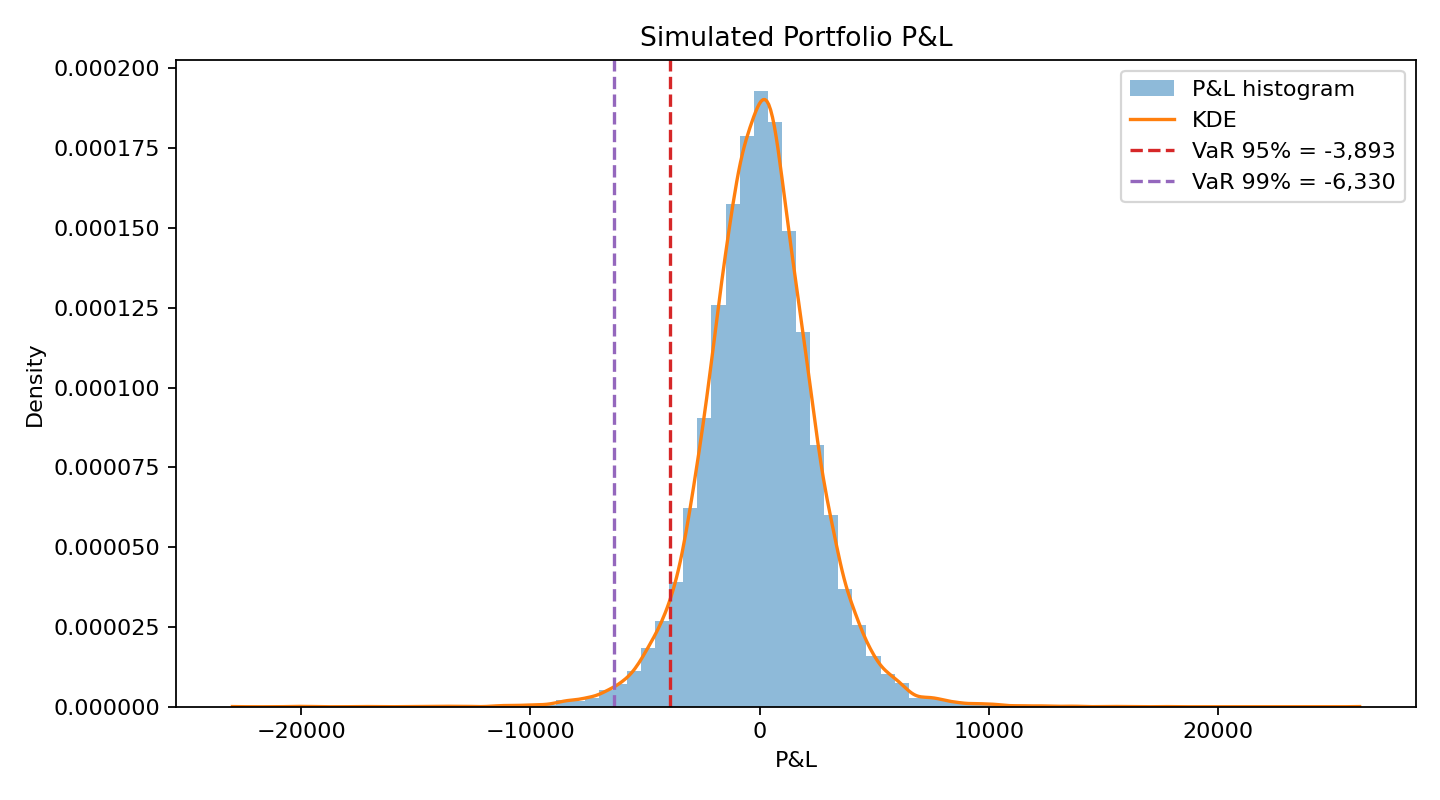 Simulated Portfolio P&L
0.000200
0.000175
0.000150
0.000125
0.000100
0.000075
0.000050
0.000025
0.000000
Density
P&L histogram
KDE
VaR 95% = -3,893
VaR 99% = -6,330
−20000
−10000
0
10000
20000
P&L